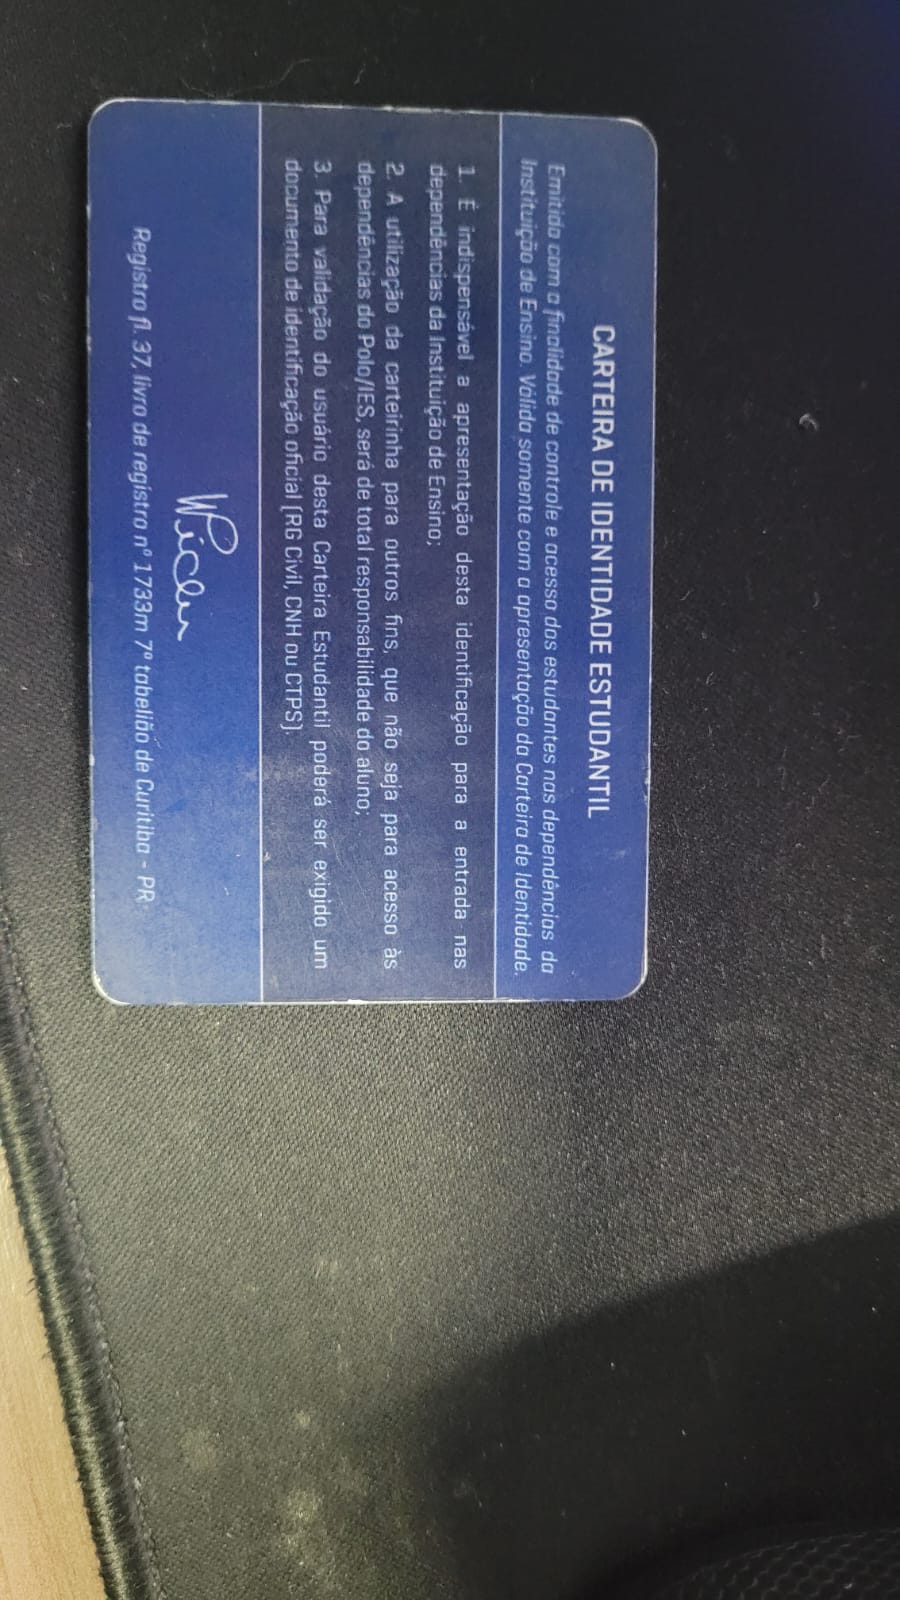 CARTEIRA DE IDENTIDADE ESTUDANTIL
Emitido com a finalidade de controle e acesso dos estudantes nas dependências da
Instituição de Ensino. Válida somente com a apresentação da Carteira de Identidade.
1. É indispensável a apresentação desta identificação para a entrada nas
dependências da Instituição de Ensino;
2. A utilização da carteirinha para outros fins, que não seja para acesso às
dependências do Polo/IES, será de total responsabilidade do aluno;
3. Para validação do usuário desta Carteira Estudantil poderá ser exigido um
documento de identificação oficial (RG Civil, CNH ou CTPS).
Registro fl. 37, livro de registro nº 1733m 7º tabelião de Curitiba - PR